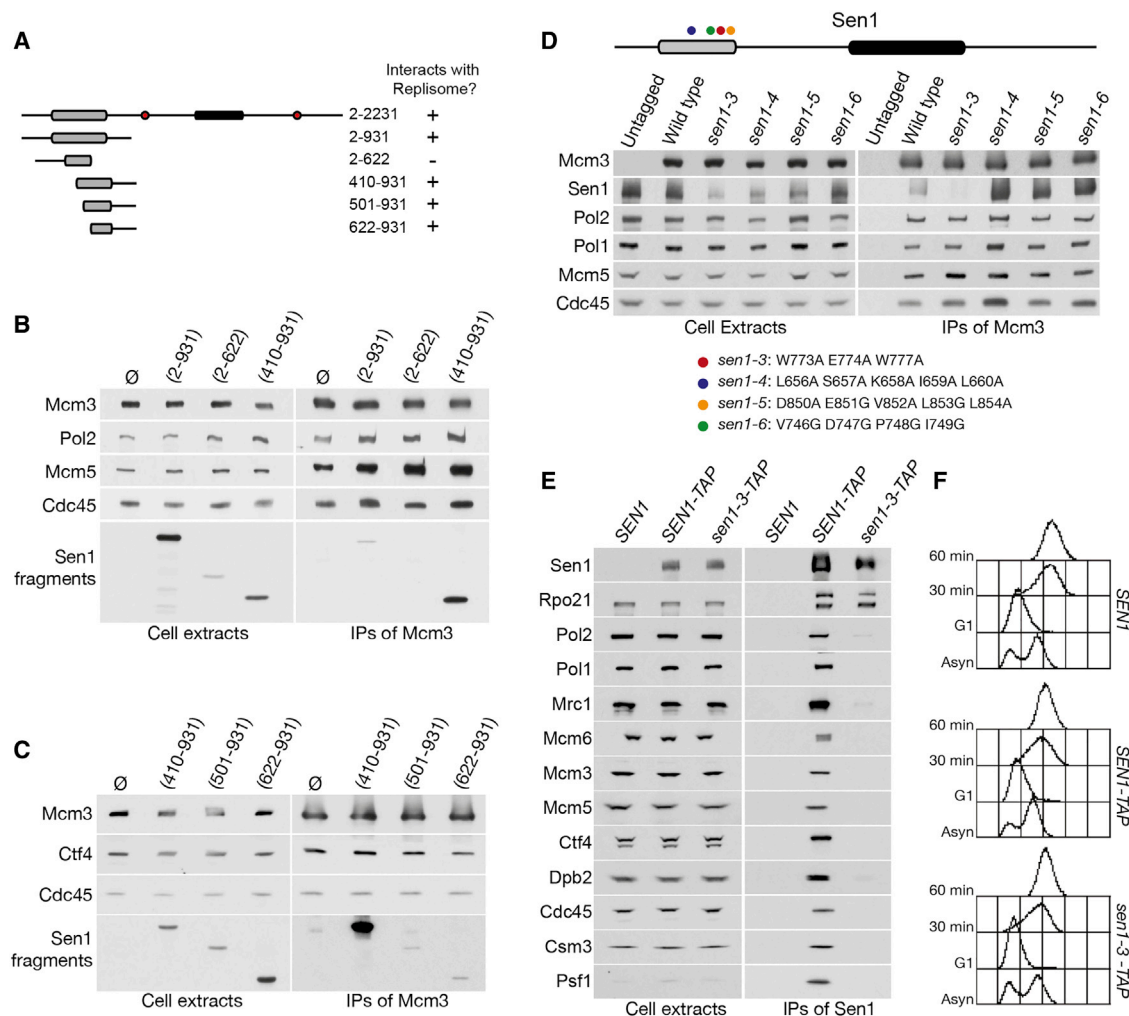 A
Interacts with
Replisome?
2-2231 +
2-931 +
2-622 -
410-931 +
501-931 +
622-931 +
B
Ø (2-931) (2-622) (410-931) Ø (2-931) (2-622) (410-931)
Mcm3
Pol2
Mcm5
Cdc45
Sen1
fragments
Cell extracts IPs of Mcm3
C
Ø (410-931) (501-931) (622-931) Ø (410-931) (501-931) (622-931)
Mcm3
Ctf4
Cdc45
Sen1
fragments
Cell extracts IPs of Mcm3
D
Sen1
Untagged Wild type sen1-3 sen1-4 sen1-5 sen1-6 Untagged Wild type sen1-3 sen1-4 sen1-5 sen1-6
Mcm3
Sen1
Pol2
Pol1
Mcm5
Cdc45
Cell Extracts IPs of Mcm3
sen1-3: W773A E774A W777A
sen1-4: L656A S657A K658A I659A L660A
sen1-5: D850A E851G V852A L853G L854A
sen1-6: V746G D747G P748G I749G
E
SEN1 SEN1-TAP sen1-3-TAP SEN1 SEN1-TAP sen1-3-TAP
Sen1
Rpo21
Pol2
Pol1
Mrc1
Mcm6
Mcm3
Mcm5
Ctf4
Dpb2
Cdc45
Csm3
Psf1
Cell extracts IPs of Sen1
F
60 min
30 min
G1
Asyn
SEN1
60 min
30 min
G1
Asyn
SEN1-TAP
60 min
30 min
G1
Asyn
sen1-3 -TAP